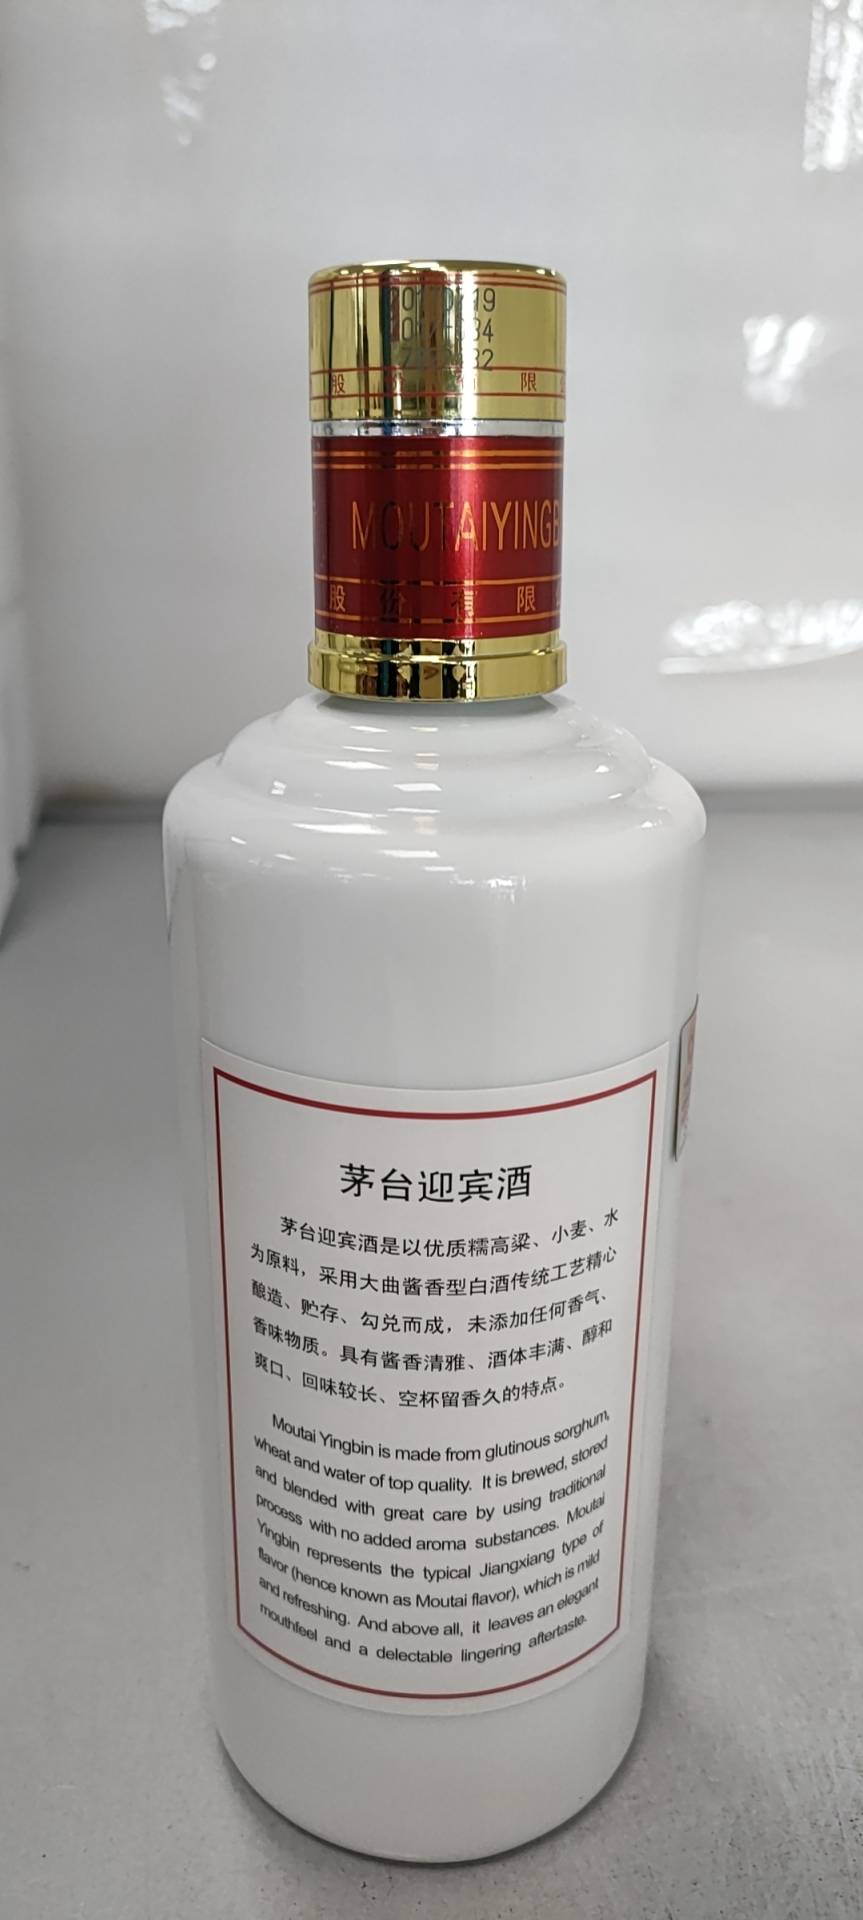 股 份 有 限
MOUTAIYINGB
股 份 有 限
茅台迎宾酒
茅台迎宾酒是以优质糯高粱、小麦、水
为原料，采用大曲酱香型白酒传统工艺精心
酿造、贮存、勾兑而成，未添加任何香气、
香味物质。具有酱香清雅、酒体丰满、醇和
爽口、回味较长、空杯留香久的特点。
Moutai Yingbin is made from glutinous sorghum,
wheat and water of top quality. It is brewed, stored
and blended with great care by using traditional
process with no added aroma substances. Moutai
Yingbin represents the typical Jiangxiang type of
flavor (hence known as Moutai flavor), which is mild
and refreshing. And above all, it leaves an elegant
mouthfeel and a delectable lingering aftertaste.